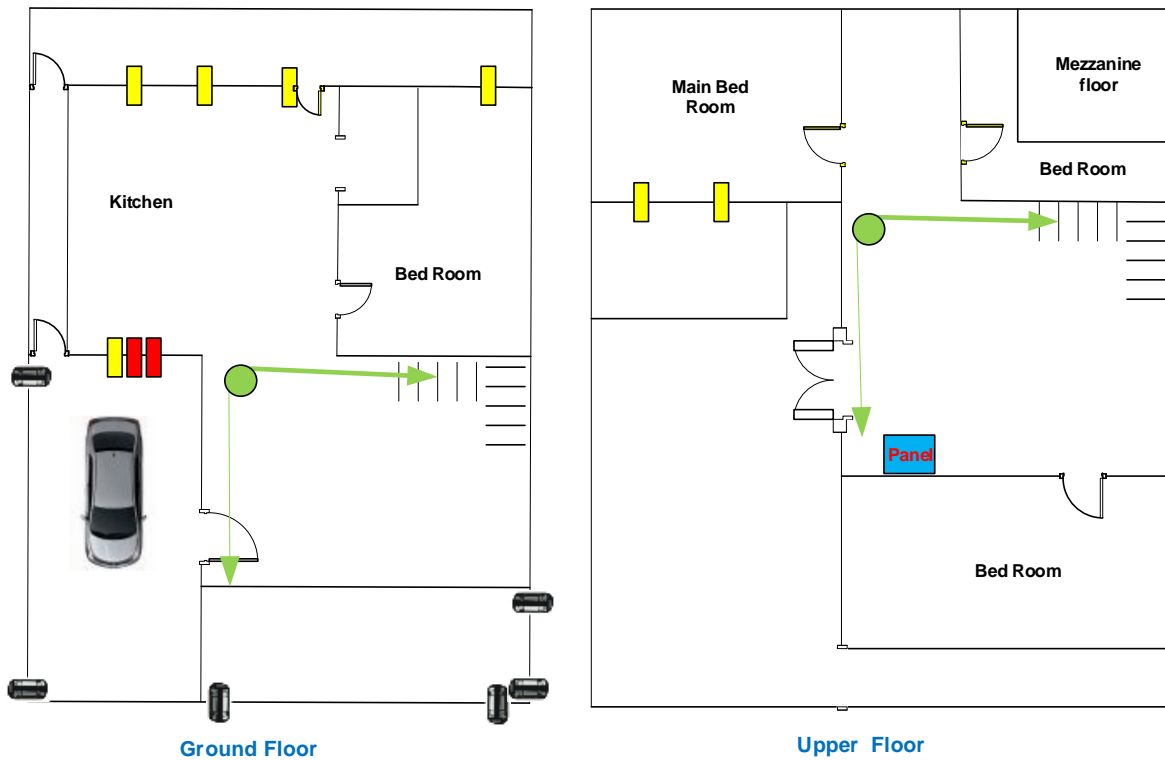 Kitchen
Bed Room
Ground Floor
Main Bed
Room
Mezzanine
floor
Bed Room
Panel
Bed Room
Upper Floor